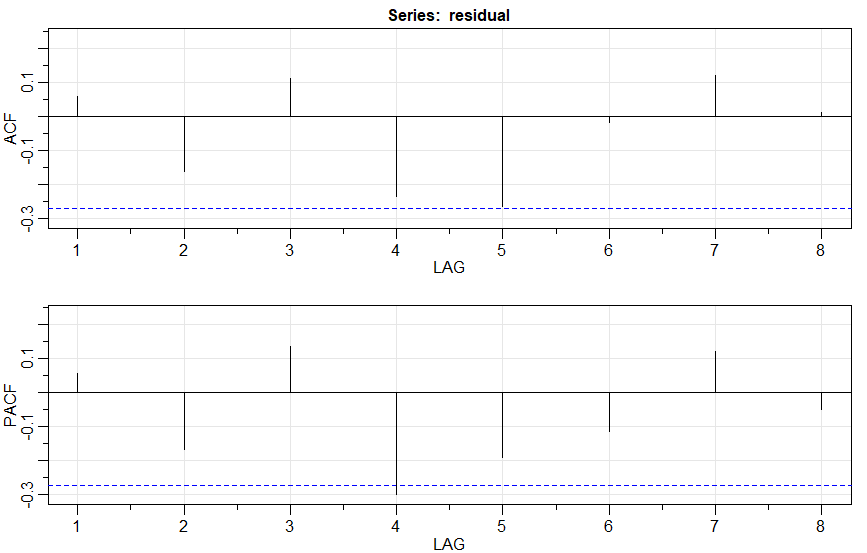 Series: residual
ACF
0.1
-0.1
-0.3
1 2 3 4 5 6 7 8
LAG
PACF
0.1
-0.1
-0.3
1 2 3 4 5 6 7 8
LAG